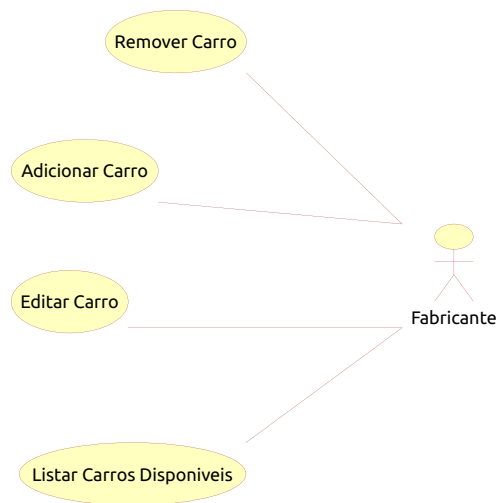 Remover Carro
Adicionar Carro
Editar Carro
Fabricante
Listar Carros Disponiveis